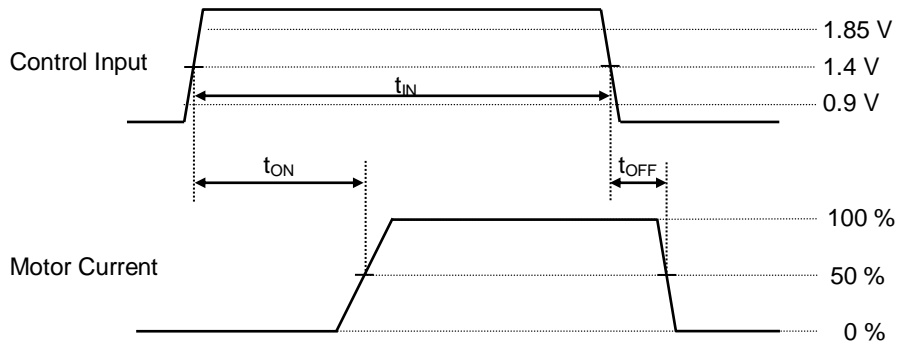 1.85 V
Control Input
1.4 V
tIN
0.9 V
tON
tOFF
100 %
Motor Current
50 %
0 %